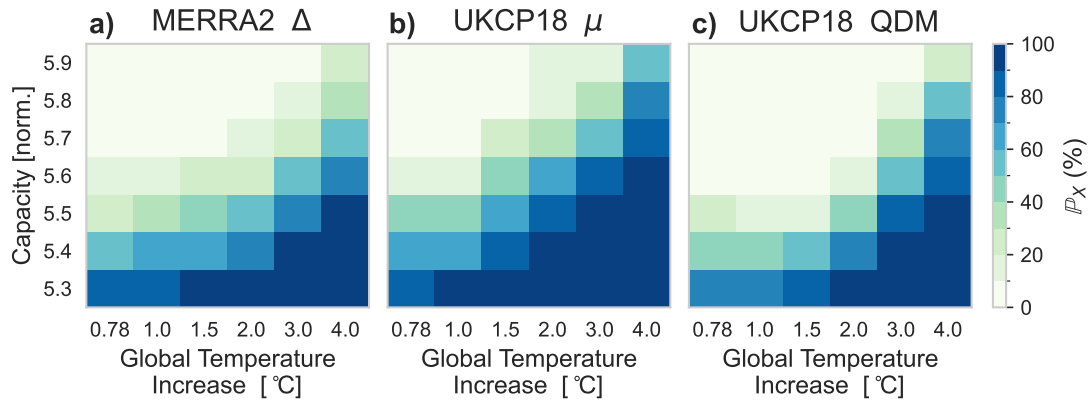 a) MERRA2 Δ
b) UKCP18 μ
c) UKCP18 QDM
Capacity [norm.]
5.9
5.8
5.7
5.6
5.5
5.4
5.3
0.78 1.0 1.5 2.0 3.0 4.0
Global Temperature
Increase [℃]
0.78 1.0 1.5 2.0 3.0 4.0
Global Temperature
Increase [℃]
0.78 1.0 1.5 2.0 3.0 4.0
Global Temperature
Increase [℃]
100
80
60
40
20
0
ℙX (%)